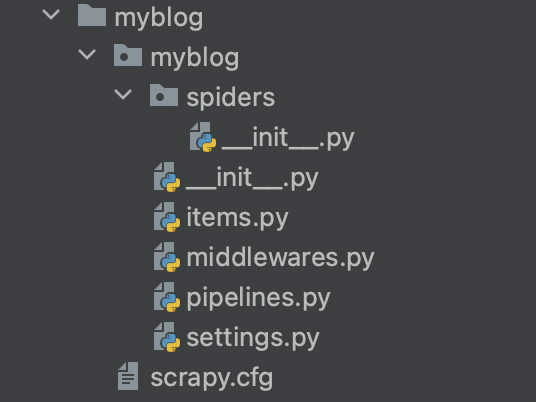 myblog
myblog
spiders
__init__.py
__init__.py
items.py
middlewares.py
pipelines.py
settings.py
scrapy.cfg